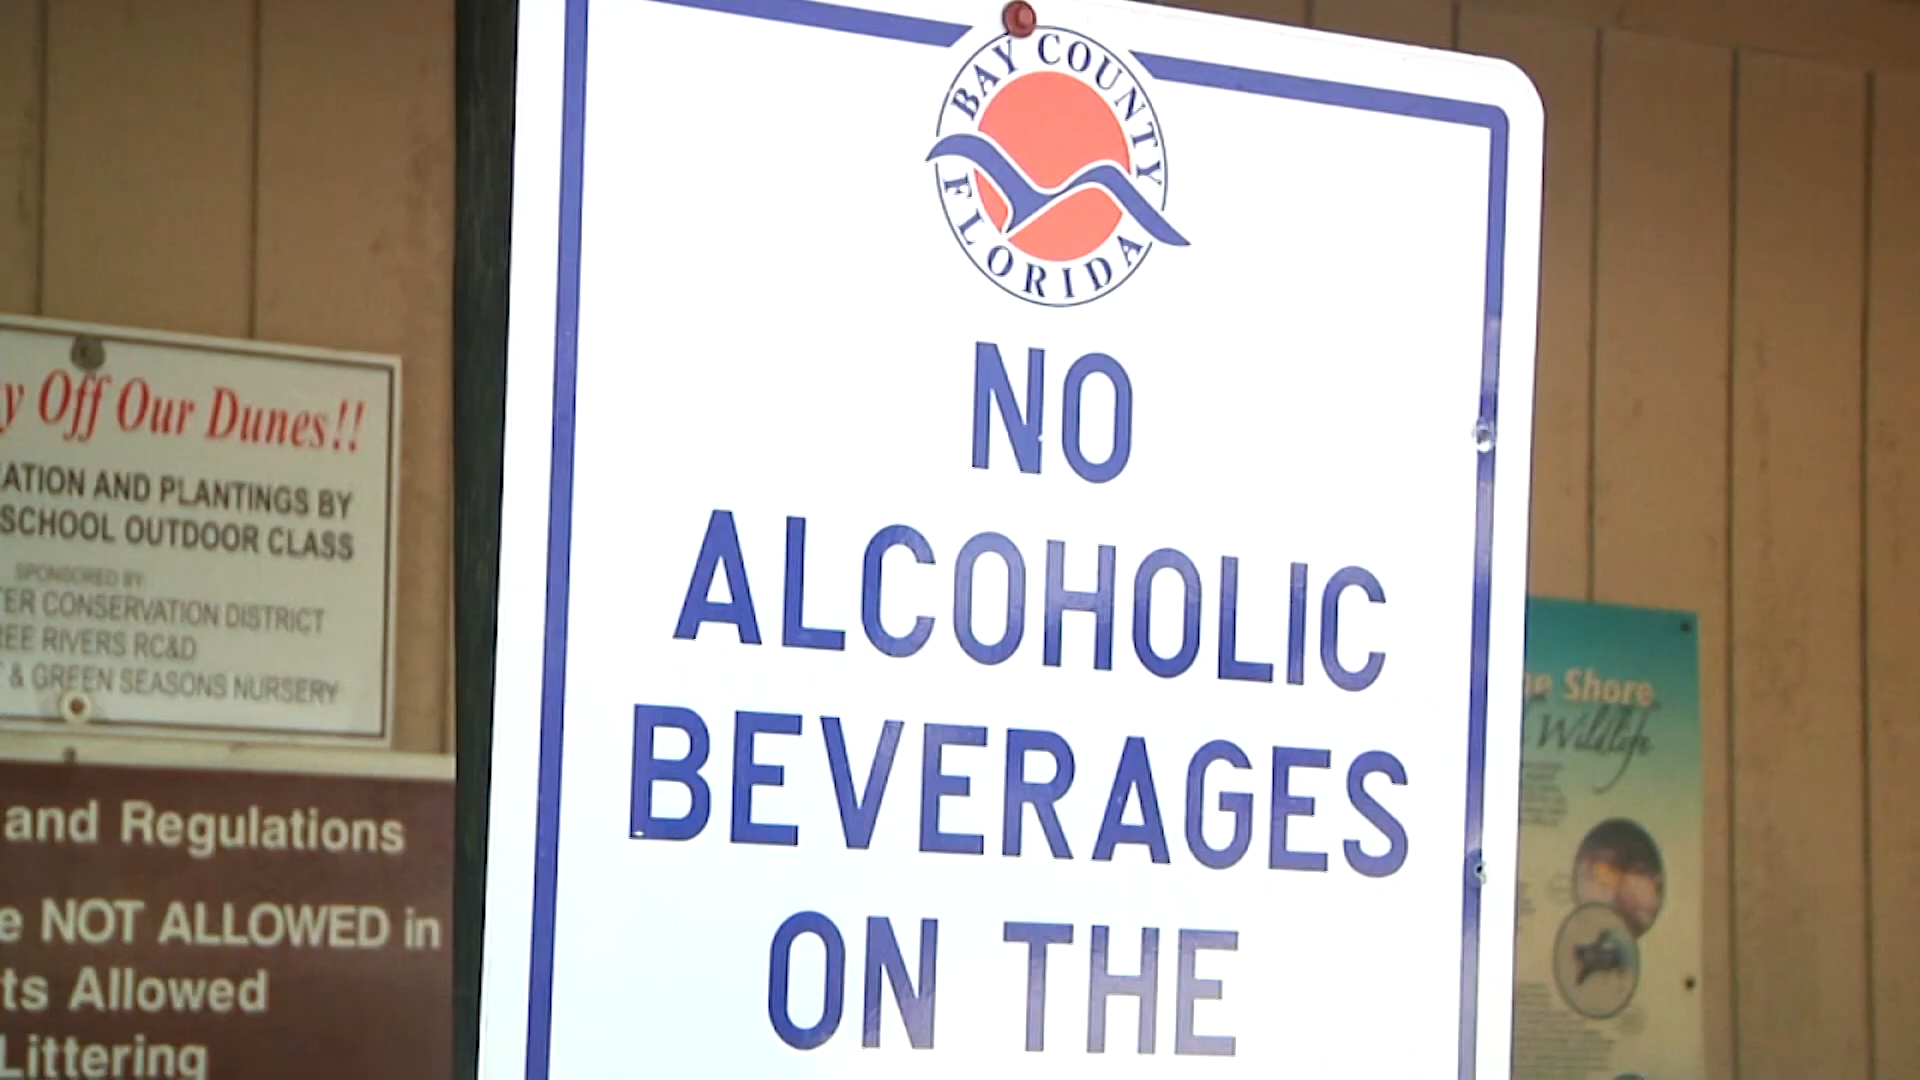 BAY COUNTY
FLORIDA
NO
ALCOHOLIC
BEVERAGES
ON THE
y Off Our Dunes!!
ATION AND PLANTINGS BY
SCHOOL OUTDOOR CLASS
SPONSORED BY
TER CONSERVATION DISTRICT
REE RIVERS RC&D
& GREEN SEASONS NURSERY
and Regulations
e NOT ALLOWED in
ts Allowed
Littering
he Shore
Wildlife